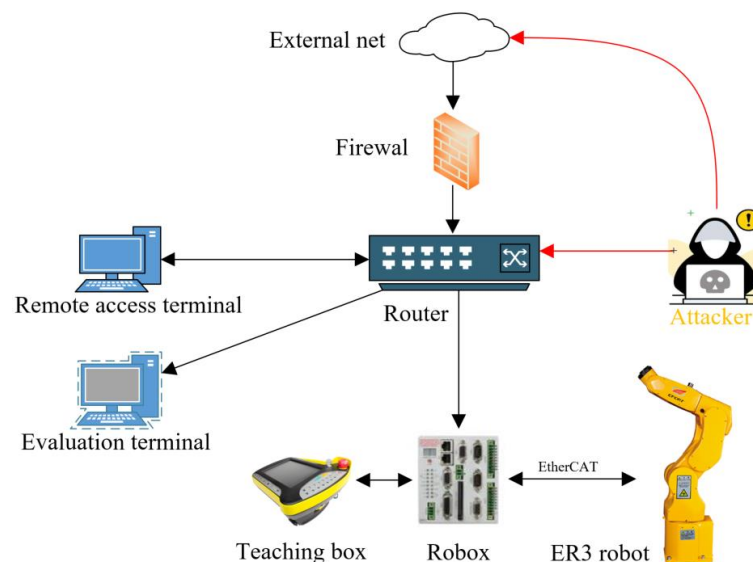 External net
Firewal
Remote access terminal
Router
Attacker
Evaluation terminal
EtherCAT
Teaching box
Robox
ER3 robot